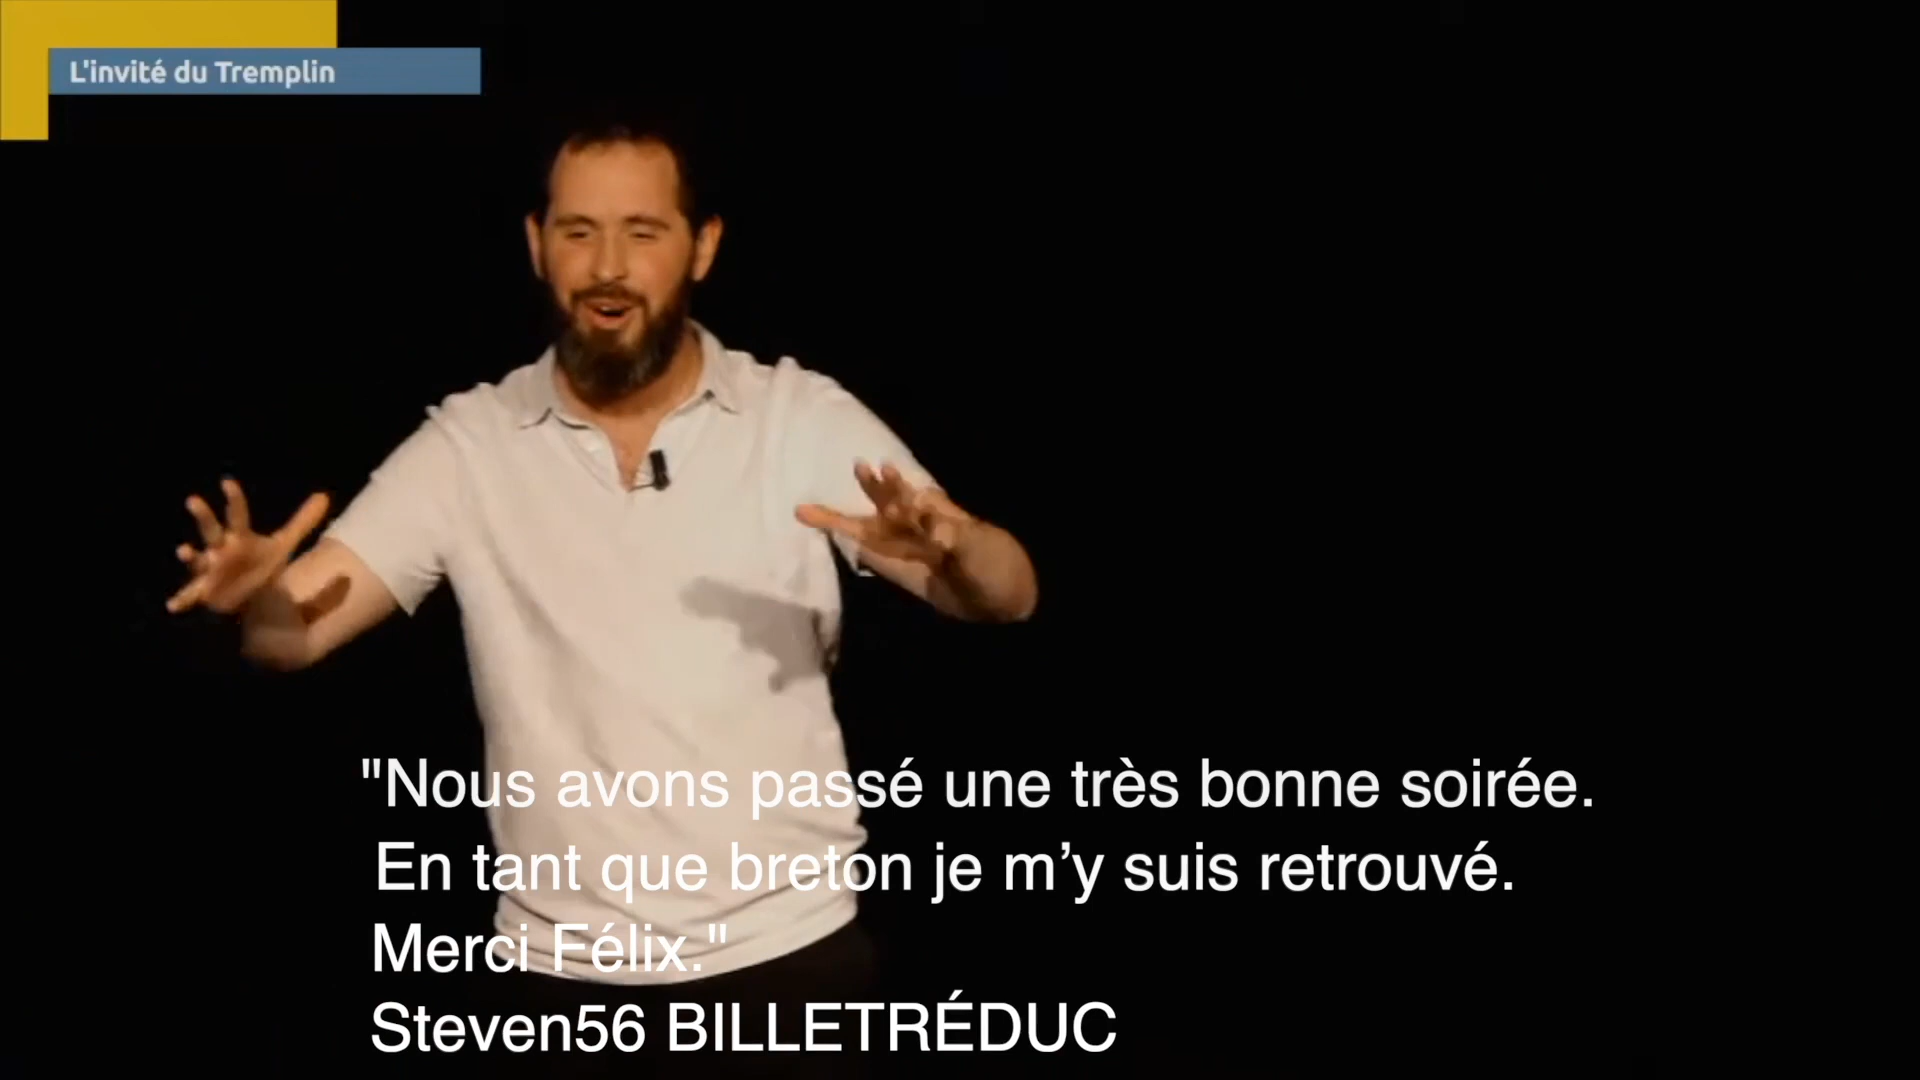 L'invité du Tremplin
"Nous avons passé une très bonne soirée.
En tant que breton je m’y suis retrouvé.
Merci Félix."
Steven56 BILLETRÉDUC